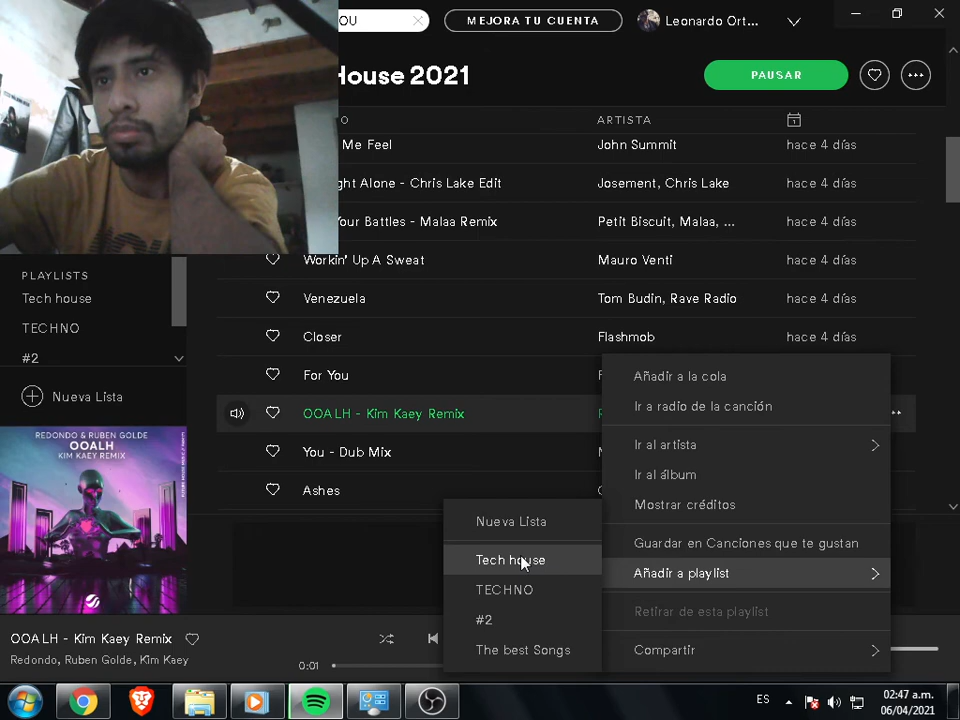 OU
MEJORA TU CUENTA
Leonardo Ort...
House 2021
PAUSAR
O
ARTISTA
Me Feel
John Summit
hace 4 días
ght Alone - Chris Lake Edit
Josement, Chris Lake
hace 4 días
Your Battles - Malaa Remix
Petit Biscuit, Malaa, ...
hace 4 días
Workin' Up A Sweat
Mauro Venti
hace 4 días
Venezuela
Tom Budin, Rave Radio
hace 4 días
Closer
Flashmob
hace 4 días
For You
OOALH - Kim Kaey Remix
You - Dub Mix
Ashes
PLAYLISTS
Tech house
TECHNO
#2
Nueva Lista
REDONDO & RUBEN GOLDE
OOALH
KIM KAEY REMIX
Añadir a la cola
Ir a radio de la canción
Ir al artista
Ir al álbum
Mostrar créditos
Guardar en Canciones que te gustan
Añadir a playlist
Retirar de esta playlist
Compartir
Nueva Lista
Tech house
TECHNO
#2
The best Songs
OOALH - Kim Kaey Remix
Redondo, Ruben Golde, Kim Kaey
0:01
ES
02:47 a.m.
06/04/2021